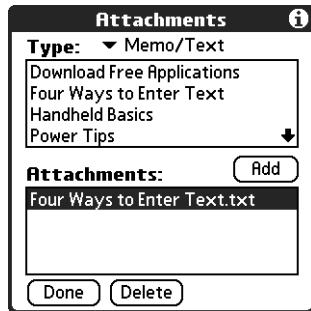 Attachments
Type: Memo/Text
Download Free Applications
Four Ways to Enter Text
Handheld Basics
Power Tips
Attachments: Add
Four Ways to Enter Text.txt
Done Delete